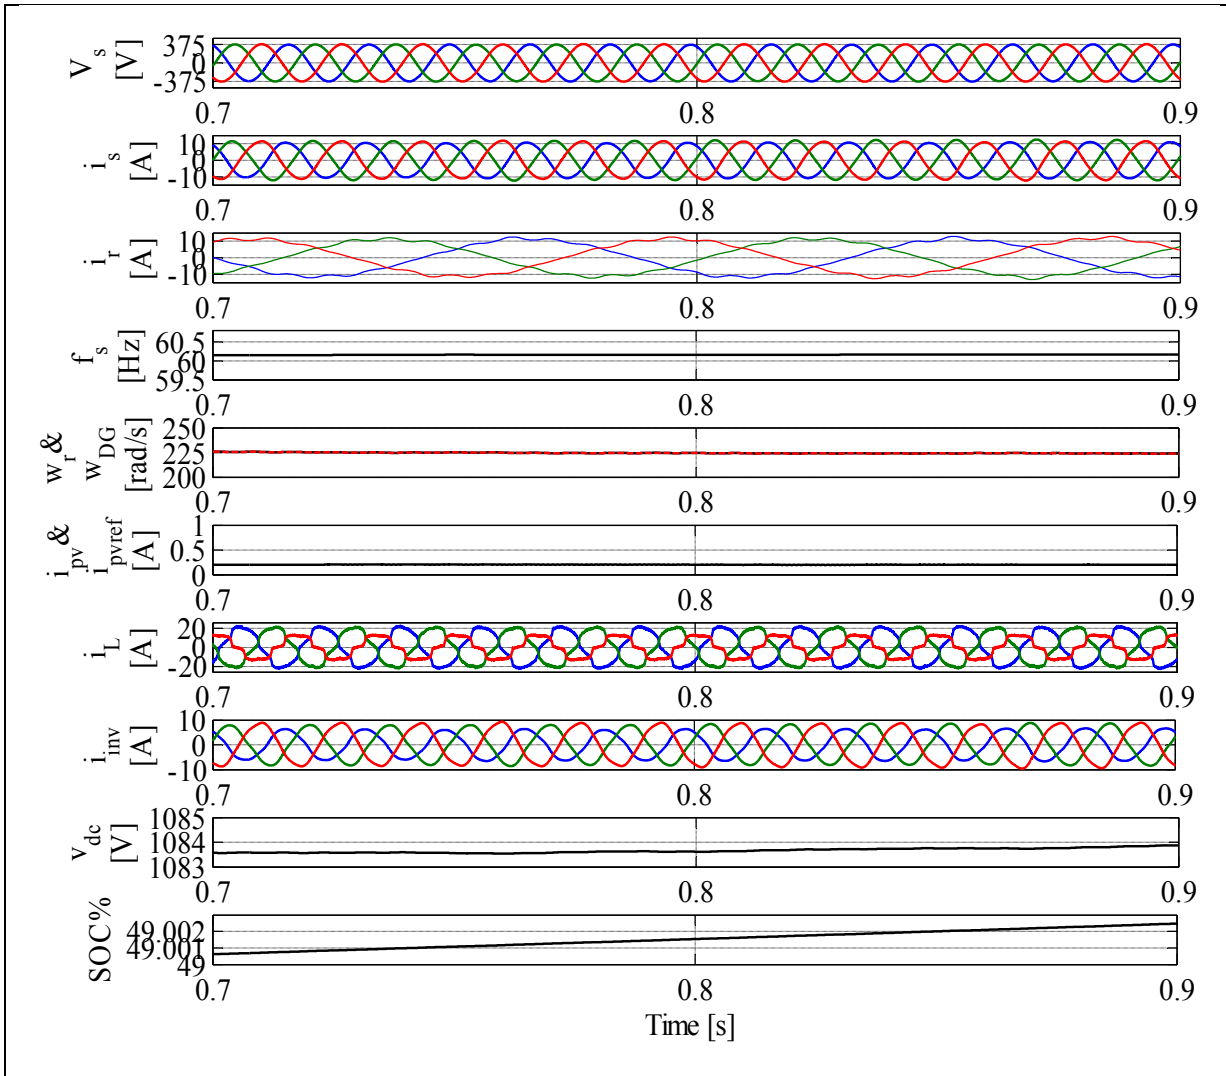 V_s
[V]
375
0
-375
0.7
0.8
0.9
i_s
[A]
10
0
-10
0.7
0.8
0.9
i_r
[A]
10
0
-10
0.7
0.8
0.9
f_s
[Hz]
60.5
60
59.5
0.7
0.8
0.9
w_r&
w_DG
[rad/s]
250
225
200
0.7
0.8
0.9
i_pv&
i_pvref
[A]
1
0.5
0
0.7
0.8
0.9
i_L
[A]
20
0
-20
0.7
0.8
0.9
i_inv
[A]
10
0
-10
0.7
0.8
0.9
v_dc
[V]
1085
1084
1083
0.7
0.8
0.9
SOC%
49.002
49.001
49
0.7
0.8
0.9
Time [s]